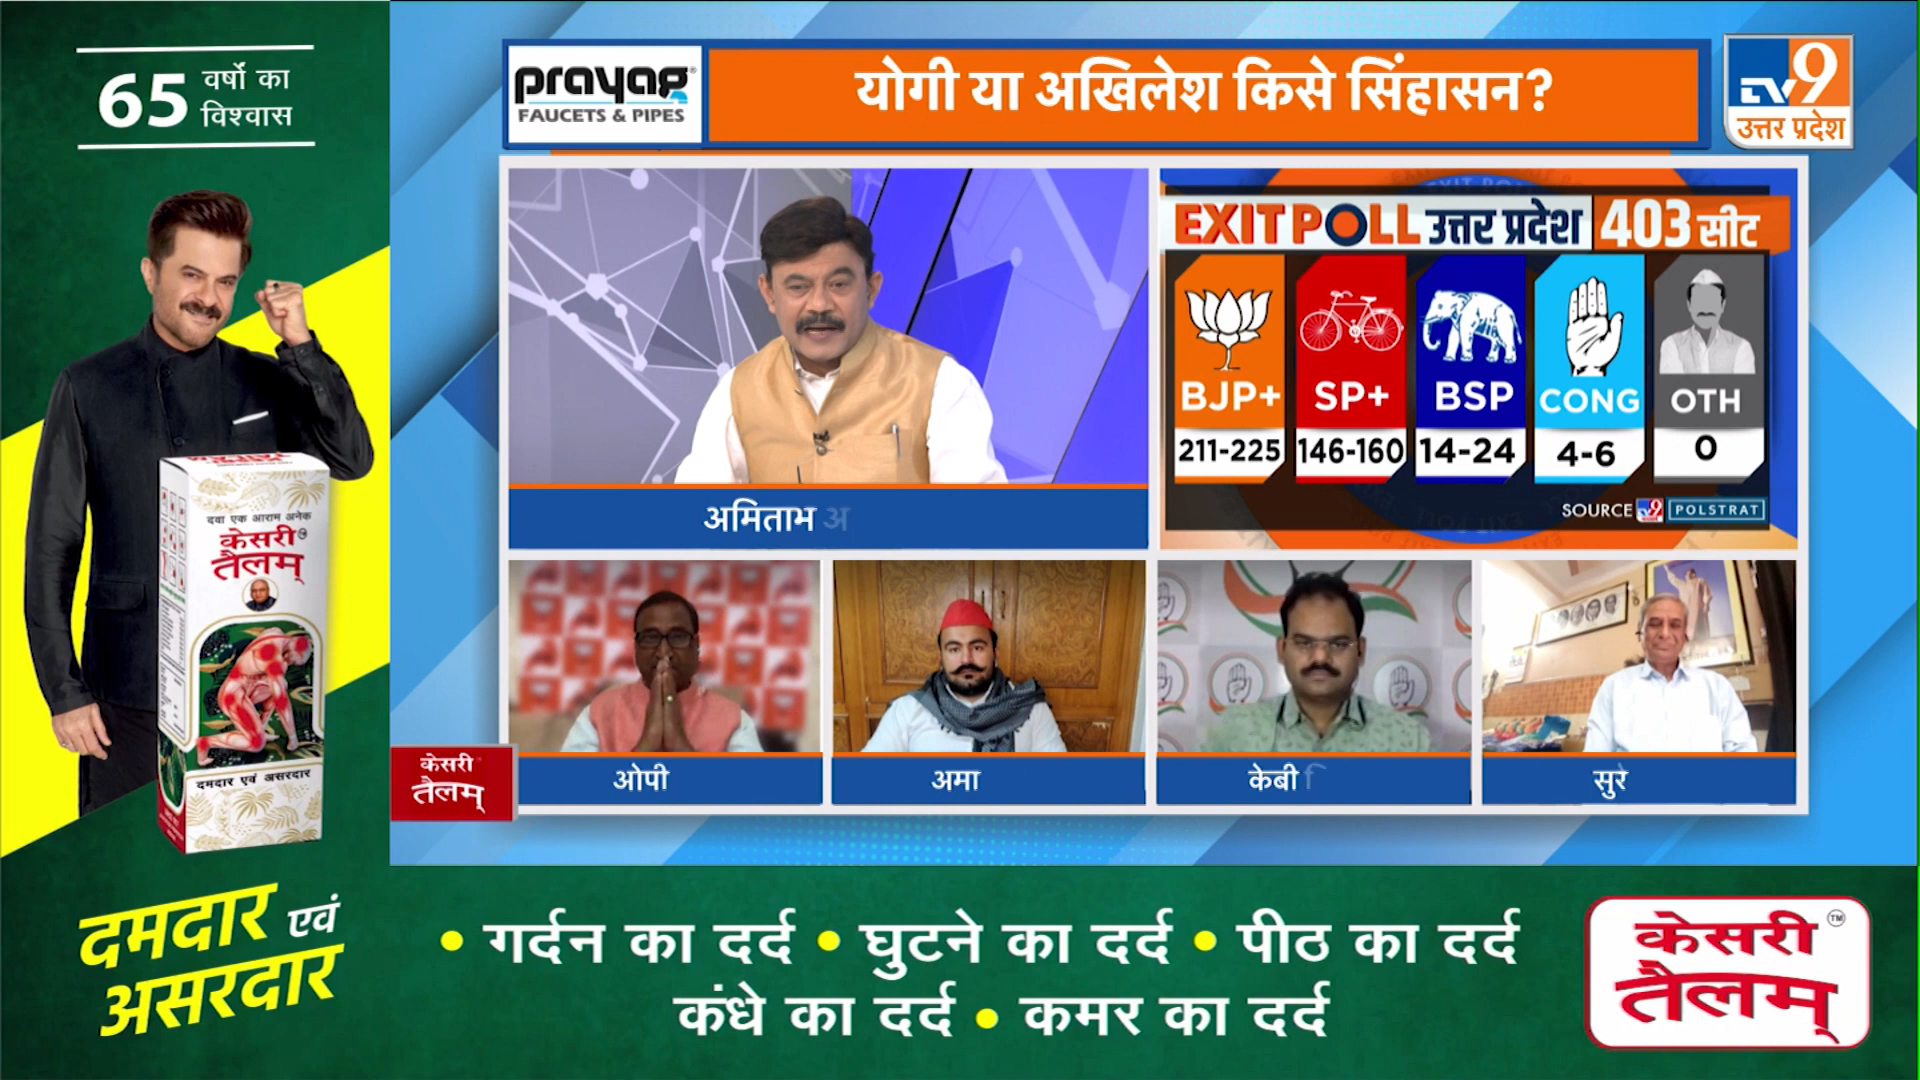 65 वर्षों का
विश्वास
prayag®
FAUCETS & PIPES
योगी या अखिलेश किसे सिंहासन?
TV9
उत्तर प्रदेश
EXIT POLL उत्तर प्रदेश 403 सीट
BJP+ SP+ BSP CONG OTH
211-225 146-160 14-24 4-6 0
SOURCE TV9 POLSTRAT
अमिताभ अ
ओपी
अमा
केबी
सुरे
दवा एक आराम अनेक
केसरी
तैलम्
दमदार एवं असरदार
केसरी
तैलम्
दमदार एवं
असरदार
• गर्दन का दर्द • घुटने का दर्द • पीठ का दर्द
कंधे का दर्द • कमर का दर्द
केसरी TM
तैलम्